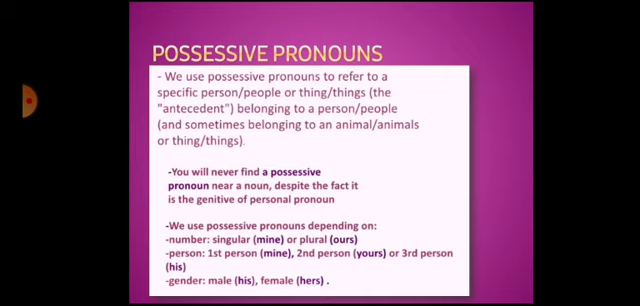 POSSESSIVE PRONOUNS
- We use possessive pronouns to refer to a
specific person/people or thing/things (the
"antecedent") belonging to a person/people
(and sometimes belonging to an animal/animals
or thing/things).
-You will never find a possessive
pronoun near a noun, despite the fact it
is the genitive of personal pronoun
-We use possessive pronouns depending on:
-number: singular (mine) or plural (ours)
-person: 1st person (mine), 2nd person (yours) or 3rd person
(his)
-gender: male (his), female (hers) .